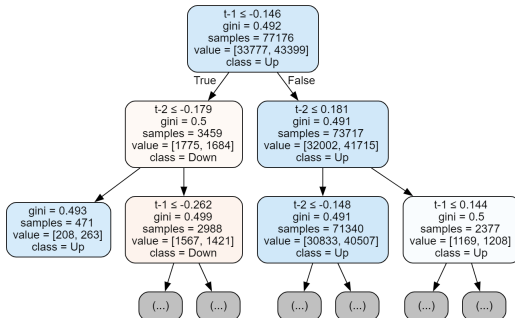 t-1 ≤ -0.146
gini = 0.492
samples = 77176
value = [33777, 43399]
class = Up
True
False
t-2 ≤ -0.179
gini = 0.5
samples = 3459
value = [1775, 1684]
class = Down
t-2 ≤ 0.181
gini = 0.491
samples = 73717
value = [32002, 41715]
class = Up
gini = 0.493
samples = 471
value = [208, 263]
class = Up
t-1 ≤ -0.262
gini = 0.499
samples = 2988
value = [1567, 1421]
class = Down
t-2 ≤ -0.148
gini = 0.491
samples = 71340
value = [30833, 40507]
class = Up
t-1 ≤ 0.144
gini = 0.5
samples = 2377
value = [1169, 1208]
class = Up
(...)
(...)
(...)
(...)
(...)
(...)